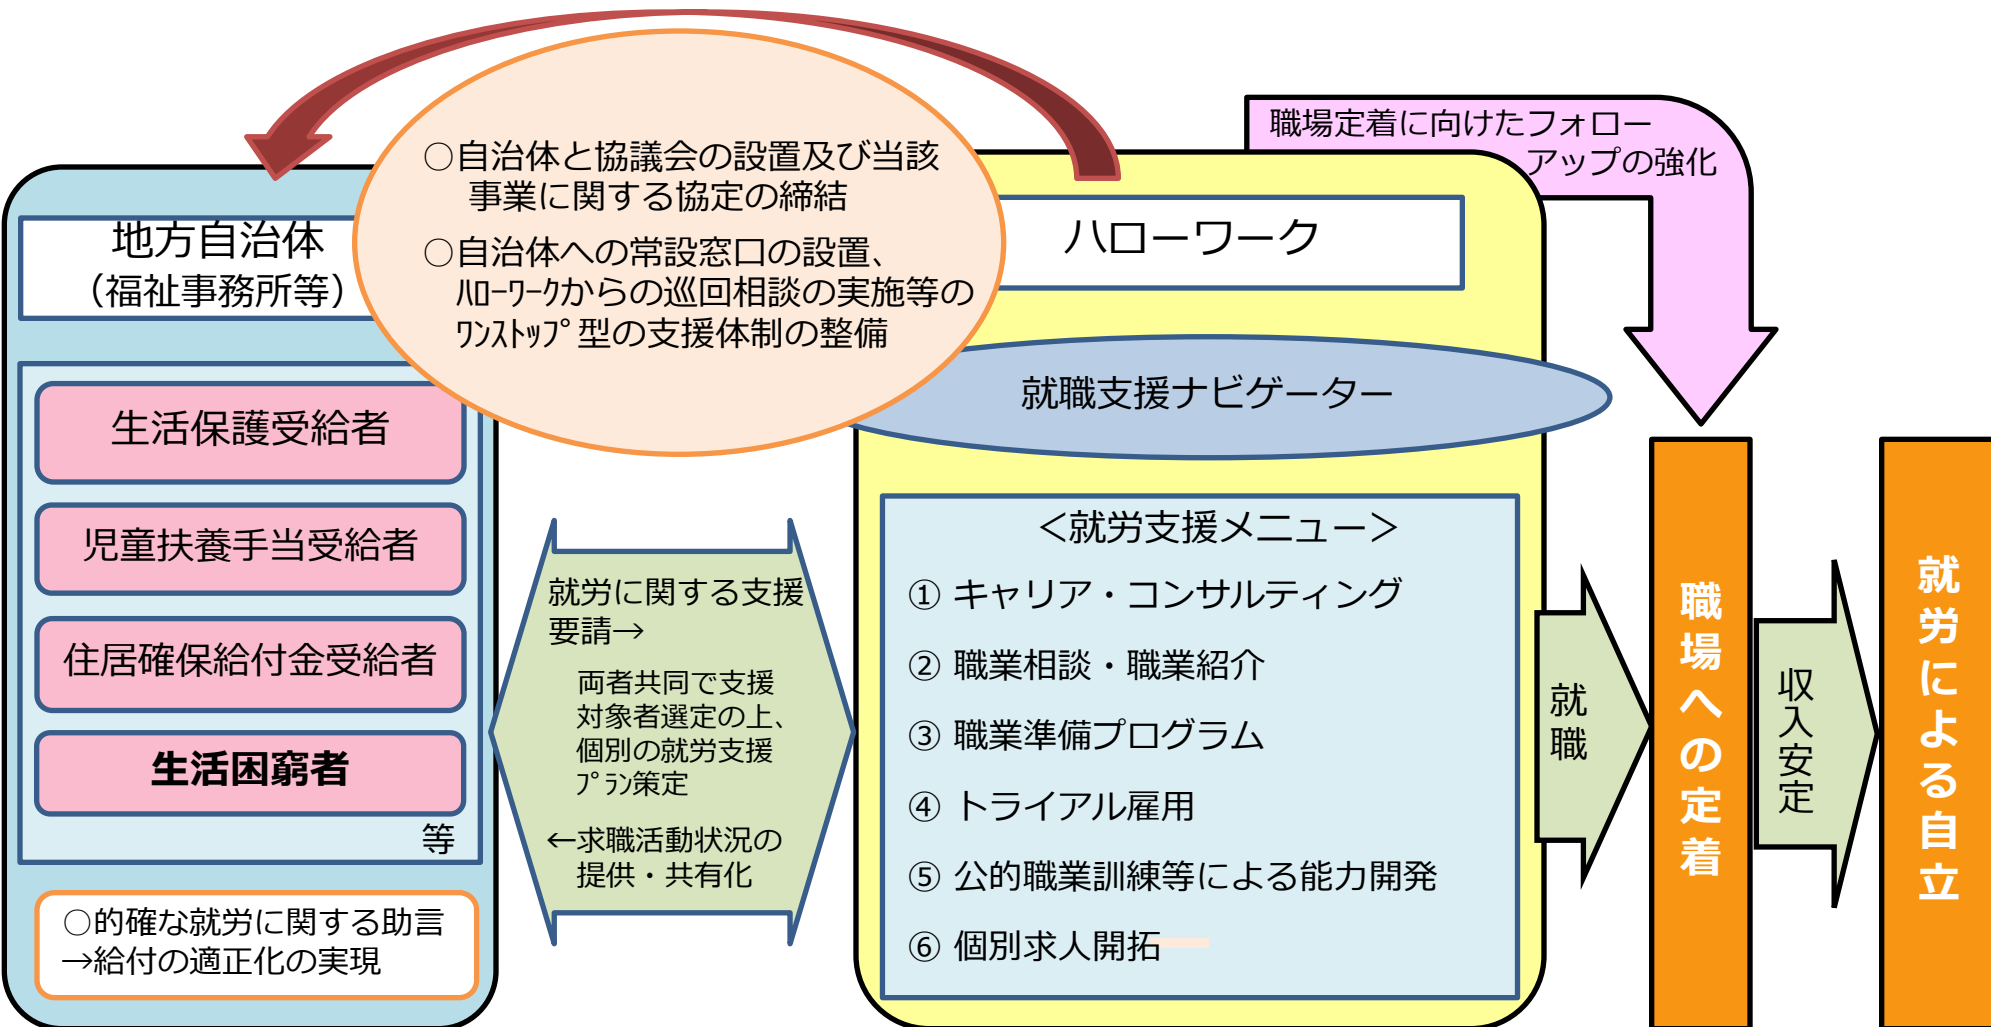 ○自治体と協議会の設置及び当該
事業に関する協定の締結
○自治体への常設窓口の設置、
ﾊﾛｰﾜｰｸからの巡回相談の実施等の
ﾜﾝｽﾄｯﾌﾟ型の支援体制の整備
職場定着に向けたフォロー
アップの強化
地方自治体
（福祉事務所等）
生活保護受給者
児童扶養手当受給者
住居確保給付金受給者
生活困窮者
等
○的確な就労に関する助言
→給付の適正化の実現
就労に関する支援
要請→
両者共同で支援
対象者選定の上、
個別の就労支援
ﾌﾟﾗﾝ策定
←求職活動状況の
提供・共有化
ハローワーク
就職支援ナビゲーター
＜就労支援メニュー＞
① キャリア・コンサルティング
② 職業相談・職業紹介
③ 職業準備プログラム
④ トライアル雇用
⑤ 公的職業訓練等による能力開発
⑥ 個別求人開拓
就職
職場への定着
収入安定
就労による自立